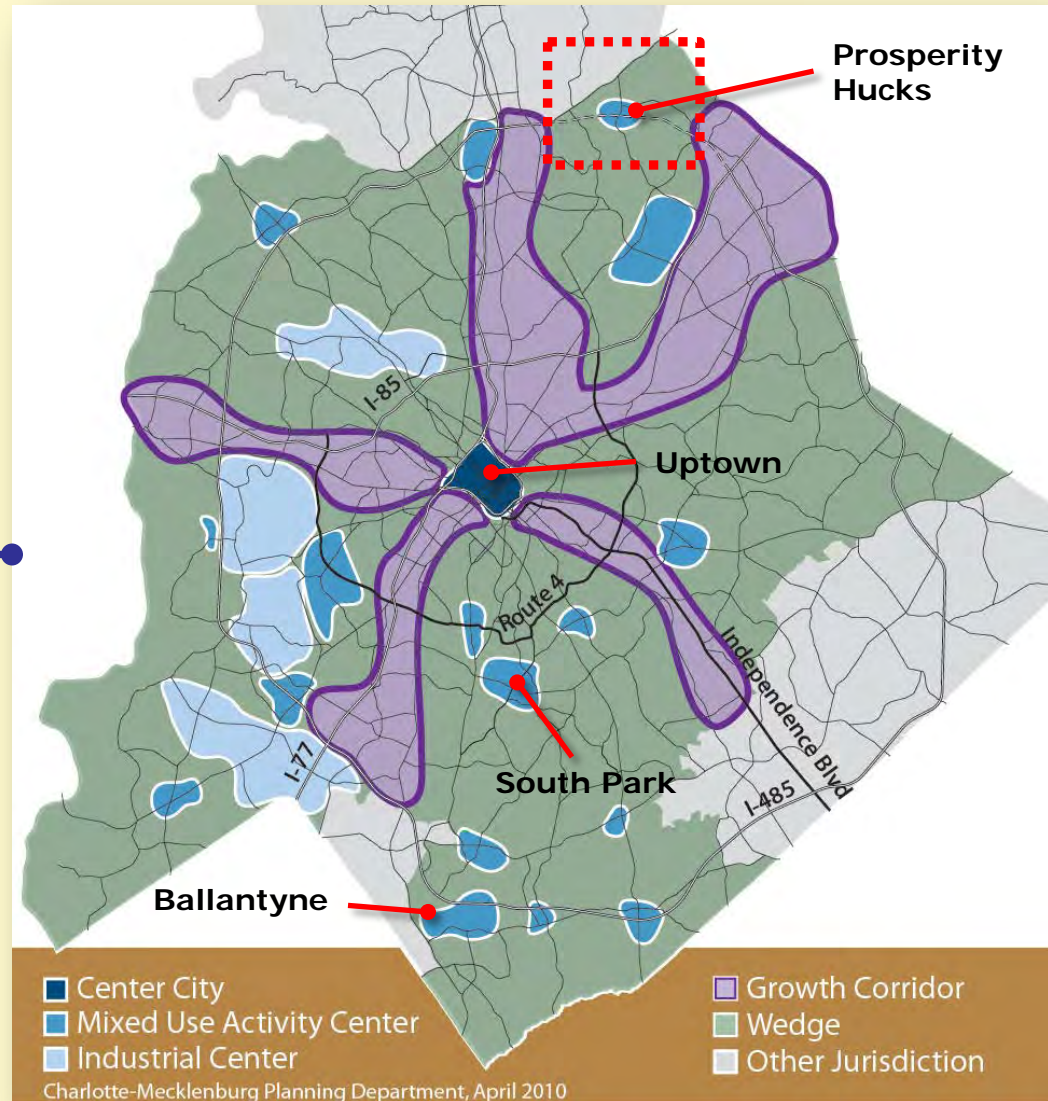 Prosperity
Hucks
I-85
Uptown
Route 4
Independence Blvd
South Park
I-77
I-485
Ballantyne
Center City
Mixed Use Activity Center
Industrial Center
Growth Corridor
Wedge
Other Jurisdiction
Charlotte-Mecklenburg Planning Department, April 2010